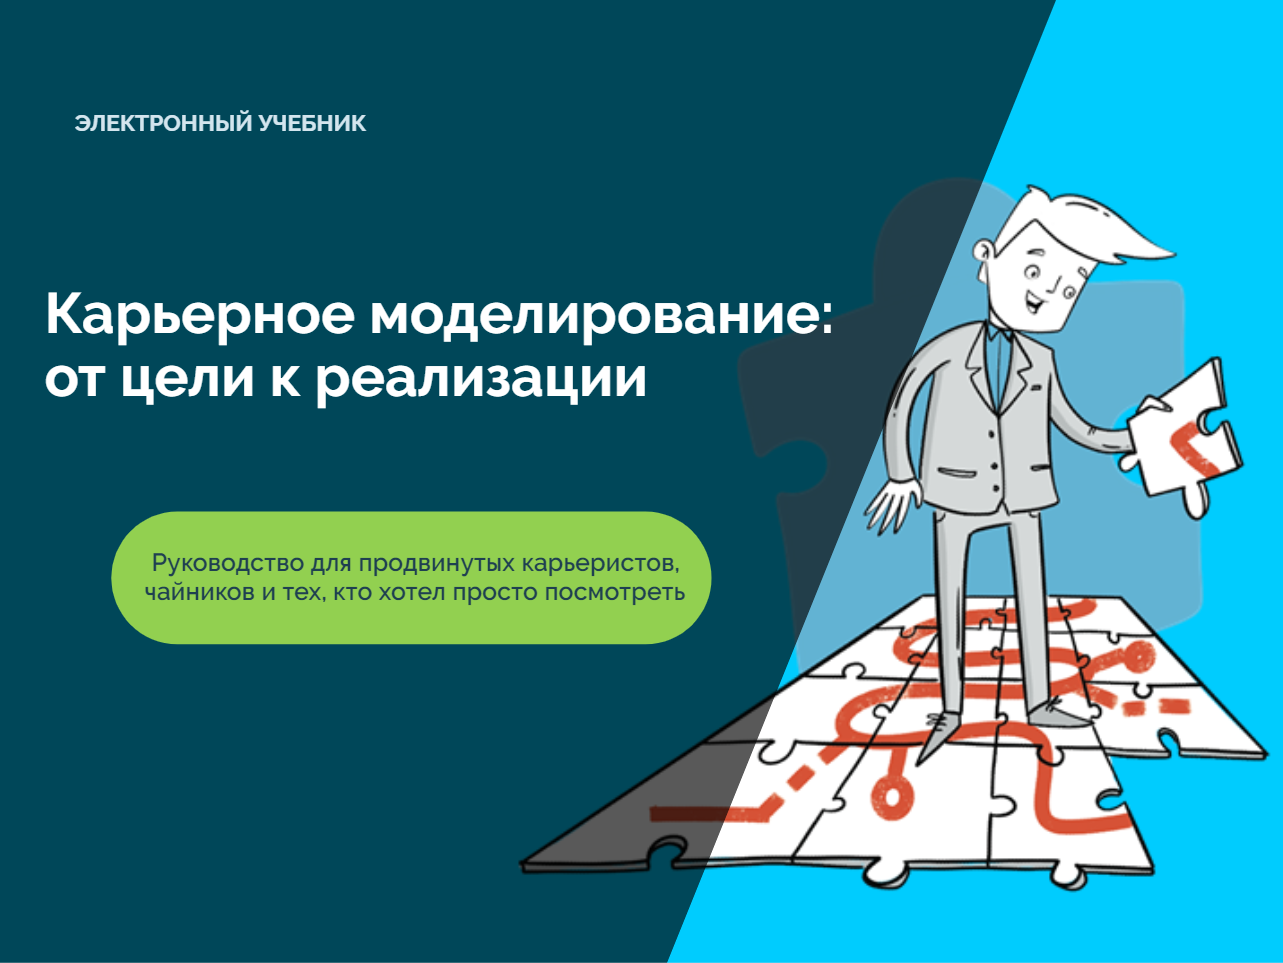 ЭЛЕКТРОННЫЙ УЧЕБНИК
Карьерное моделирование:
от цели к реализации
Руководство для продвинутых карьеристов,
чайников и тех, кто хотел просто посмотреть